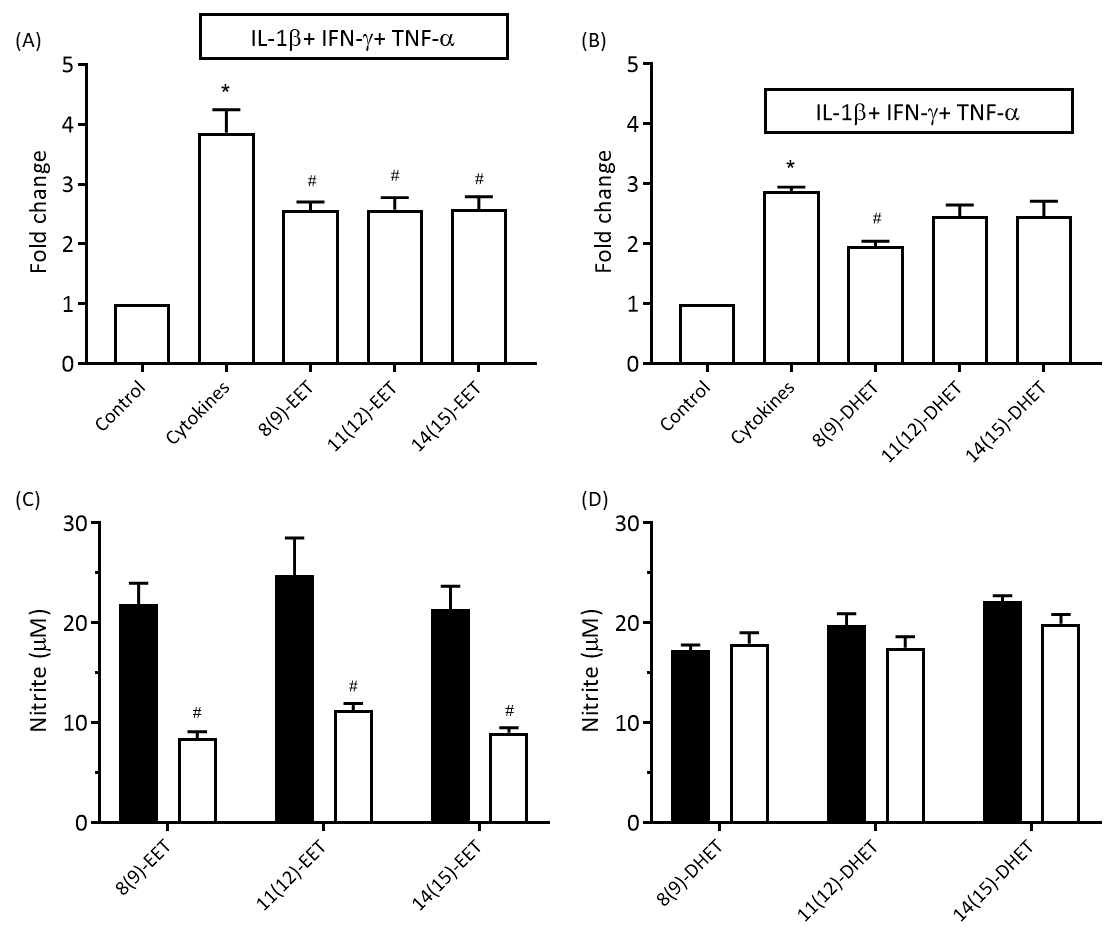 (A)
IL-1β+ IFN-γ+ TNF-α
Fold change
5
4
3
2
1
0
*
#
#
#
Control
Cytokines
8(9)-EET
11(12)-EET
14(15)-EET
(B)
IL-1β+ IFN-γ+ TNF-α
Fold change
5
4
3
2
1
0
*
#
Control
Cytokines
8(9)-DHET
11(12)-DHET
14(15)-DHET
(C)
Nitrite (μM)
30
20
10
0
#
#
#
8(9)-EET
11(12)-EET
14(15)-EET
(D)
Nitrite (μM)
30
20
10
0
8(9)-DHET
11(12)-DHET
14(15)-DHET